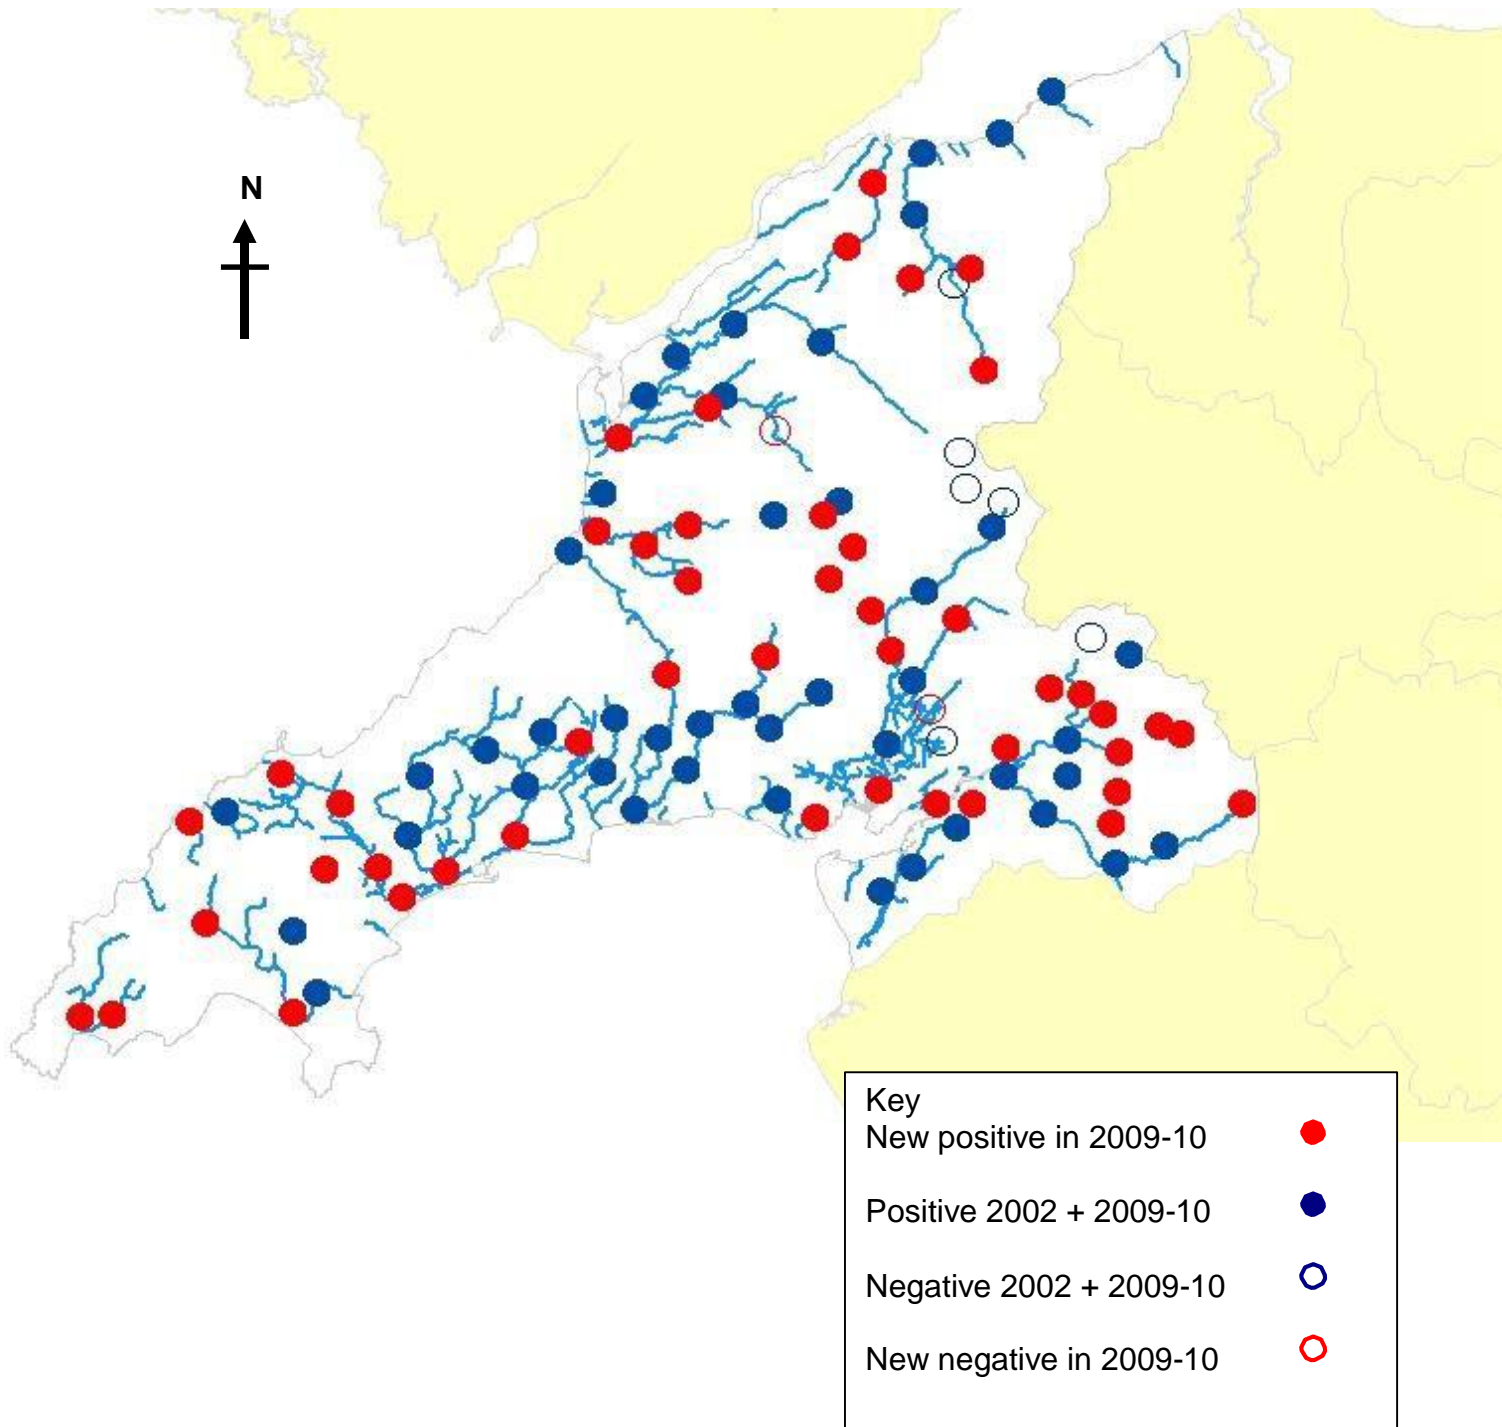 N
Key
New positive in 2009-10
Positive 2002 + 2009-10
Negative 2002 + 2009-10
New negative in 2009-10